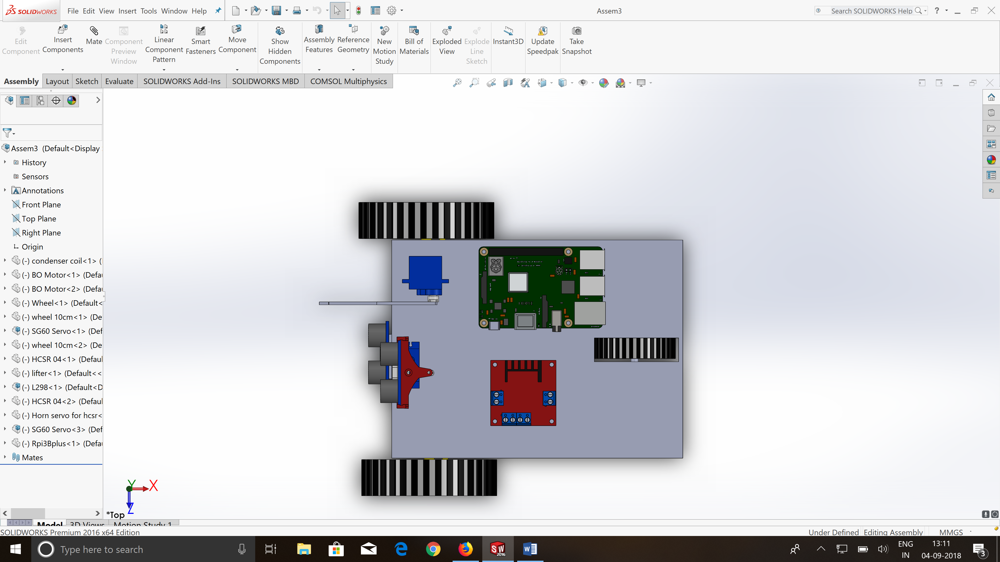 SOLIDWORKS
File Edit View Insert Tools Window Help
Assem3
Search SOLIDWORKS Help
?
Edit Component
Insert Components
Mate
Component Preview Window
Linear Component Pattern
Smart Fasteners
Move Component
Show Hidden Components
Assembly Features
Reference Geometry
New Motion Study
Bill of Materials
Exploded View
Explode Line Sketch
Instant3D
Update Speedpak
Take Snapshot
Assembly Layout Sketch Evaluate SOLIDWORKS Add-Ins SOLIDWORKS MBD COMSOL Multiphysics
Assem3 (Default<Display
History
Sensors
Annotations
Front Plane
Top Plane
Right Plane
Origin
(-) condenser coil<1> (
(-) BO Motor<1> (Defau
(-) BO Motor<2> (Defau
(-) Wheel<1> (Default<
(-) wheel 10cm<1> (De
(-) SG60 Servo<1> (Def
(-) wheel 10cm<2> (De
(-) HCSR 04<1> (Defaul
(-) lifter<1> (Default<<
(-) L298<1> (Default<D
(-) HCSR 04<2> (Defaul
(-) Horn servo for hcsr<
(-) SG60 Servo<3> (Def
(-) Rpi3Bplus<1> (Defau
Mates
HDMI
Y
X
Z
*Top
Model 3D Views Motion Study 1
SOLIDWORKS Premium 2016 x64 Edition
Under Defined Editing Assembly MMGS
Type here to search
SW 2016
W
ENG
IN
13:11
04-09-2018
3